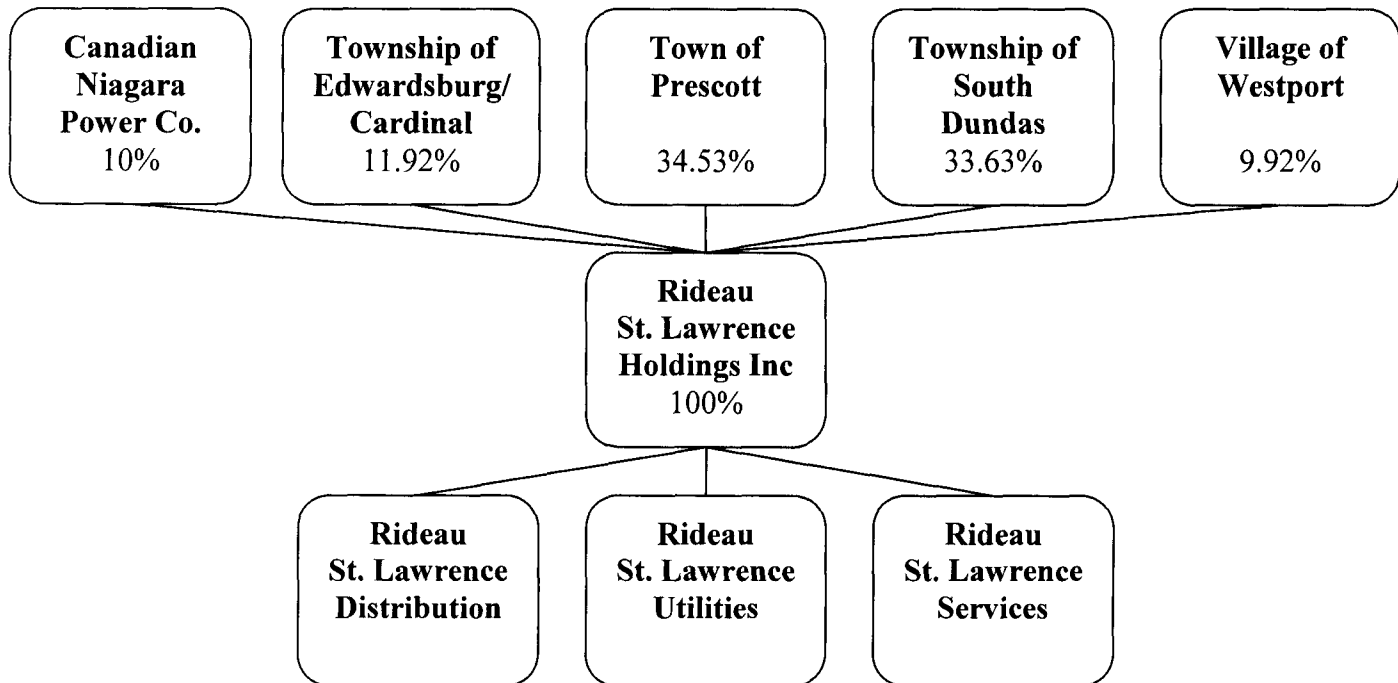 Canadian
Niagara
Power Co.
10%
Township of
Edwardsburg/
Cardinal
11.92%
Town of
Prescott
34.53%
Township of
South
Dundas
33.63%
Village of
Westport
9.92%
Rideau
St. Lawrence
Holdings Inc
100%
Rideau
St. Lawrence
Distribution
Rideau
St. Lawrence
Utilities
Rideau
St. Lawrence
Services